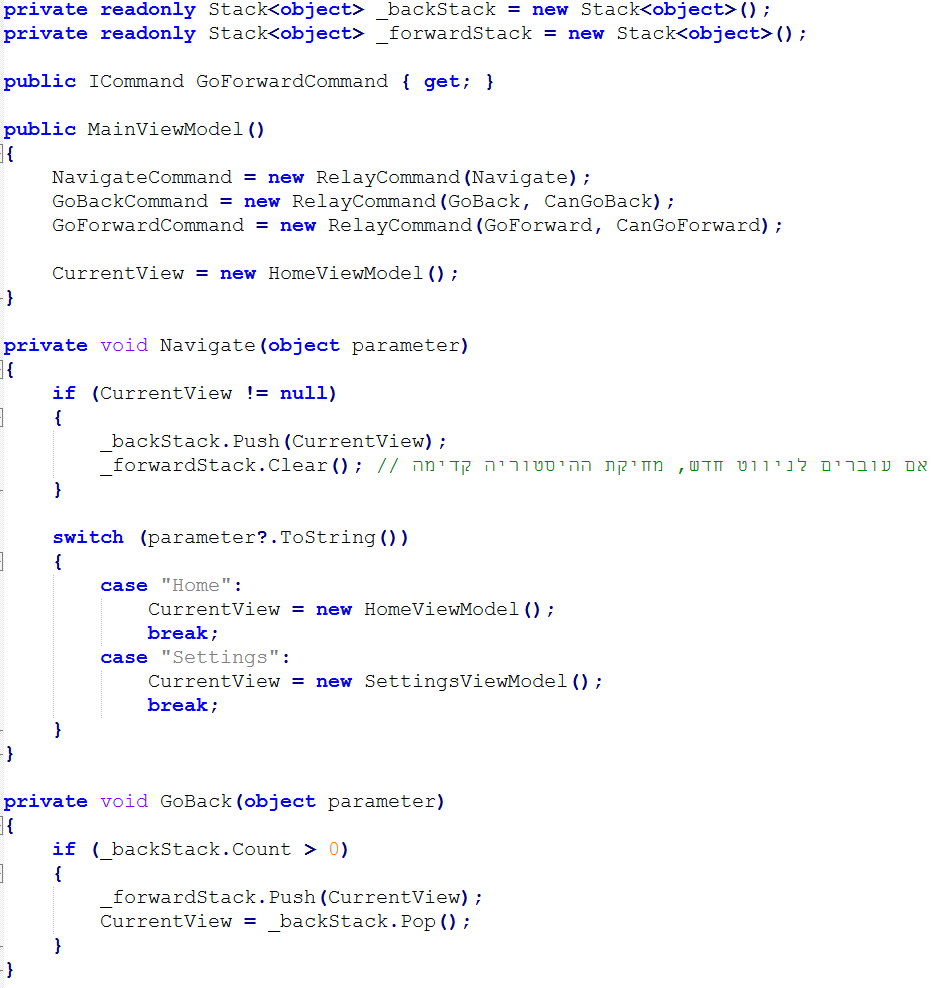 private readonly Stack<object> _backStack = new Stack<object>();
private readonly Stack<object> _forwardStack = new Stack<object>();
public ICommand GoForwardCommand { get; }
public MainViewModel()
{
NavigateCommand = new RelayCommand(Navigate);
GoBackCommand = new RelayCommand(GoBack, CanGoBack);
GoForwardCommand = new RelayCommand(GoForward, CanGoForward);
CurrentView = new HomeViewModel();
}
private void Navigate(object parameter)
{
if (CurrentView != null)
{
_backStack.Push(CurrentView);
_forwardStack.Clear(); // אם עוברים לניווט חדש, מחיקת ההיסטוריה קדימה
}
switch (parameter?.ToString())
{
case "Home":
CurrentView = new HomeViewModel();
break;
case "Settings":
CurrentView = new SettingsViewModel();
break;
}
}
private void GoBack(object parameter)
{
if (_backStack.Count > 0)
{
_forwardStack.Push(CurrentView);
CurrentView = _backStack.Pop();
}
}